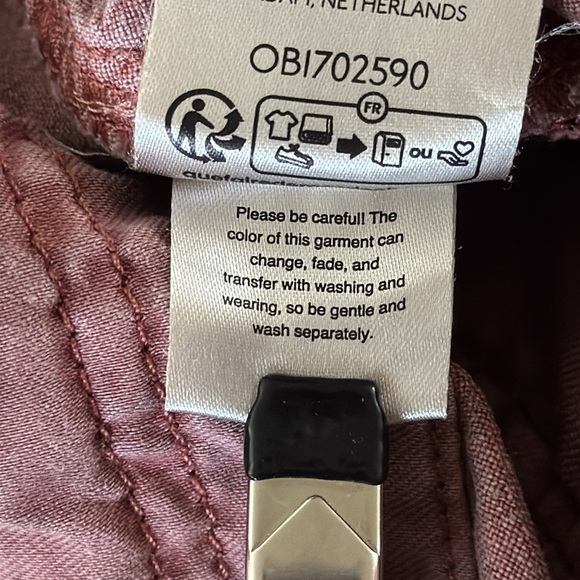 NETHERLANDS
OBI702590
FR
ou
Please be careful! The
color of this garment can
change, fade, and
transfer with washing and
wearing, so be gentle and
wash separately.